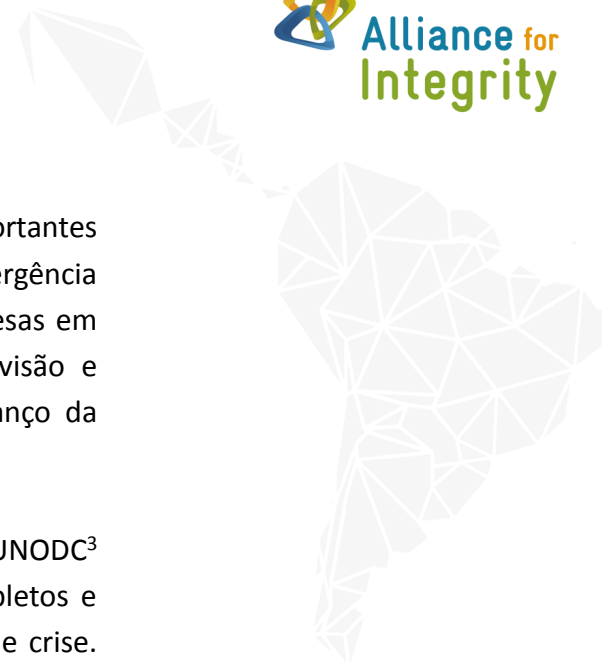 Alliance for
Integrity
ortantes
ergência
esas em
visão e
anço da
UNODC³
pletos e
e crise.